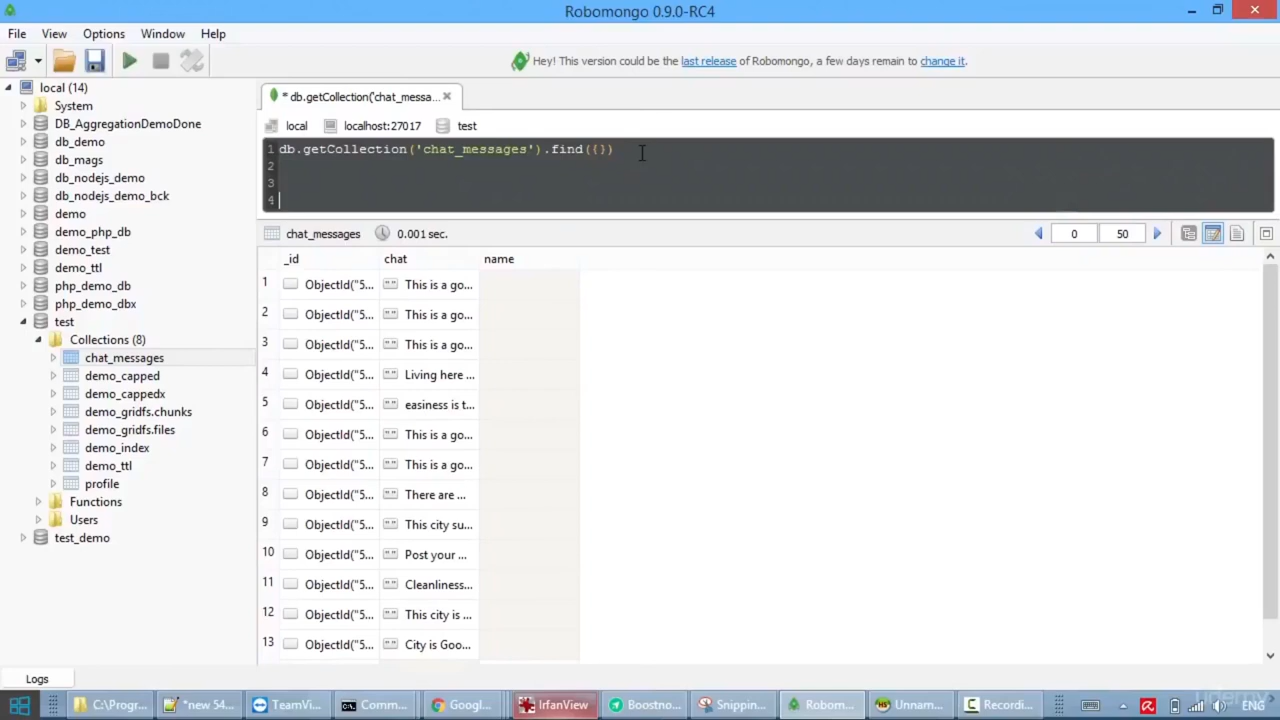 Robomongo 0.9.0-RC4
File View Options Window Help
Hey! This version could be the last release of Robomongo, a few days remain to change it.
local (14)
System
DB_AggregationDemoDone
db_demo
db_mags
db_nodejs_demo
db_nodejs_demo_bck
demo
demo_php_db
demo_test
demo_ttl
php_demo_db
php_demo_dbx
test
Collections (8)
chat_messages
demo_capped
demo_cappedx
demo_gridfs.chunks
demo_gridfs.files
demo_index
demo_ttl
profile
Functions
Users
test_demo
* db.getCollection('chat_messa...
local localhost:27017 test
1 db.getCollection('chat_messages').find({})
2
3
4
chat_messages 0.001 sec. 0 50
_id chat name
1 ObjectId("5... This is a go...
2 ObjectId("5... This is a go...
3 ObjectId("5... This is a go...
4 ObjectId("5... Living here ...
5 ObjectId("5... easiness is t...
6 ObjectId("5... This is a go...
7 ObjectId("5... This is a go...
8 ObjectId("5... There are ...
9 ObjectId("5... This city su...
10 ObjectId("5... Post your ...
11 ObjectId("5... Cleanliness...
12 ObjectId("5... This city is ...
13 ObjectId("5... City is Goo...
Logs
C:\Progr... *new 54... TeamVi... Comm... Googl... IrfanView Boostno... Snippin... Robom... Unnam... Recordi... ENG